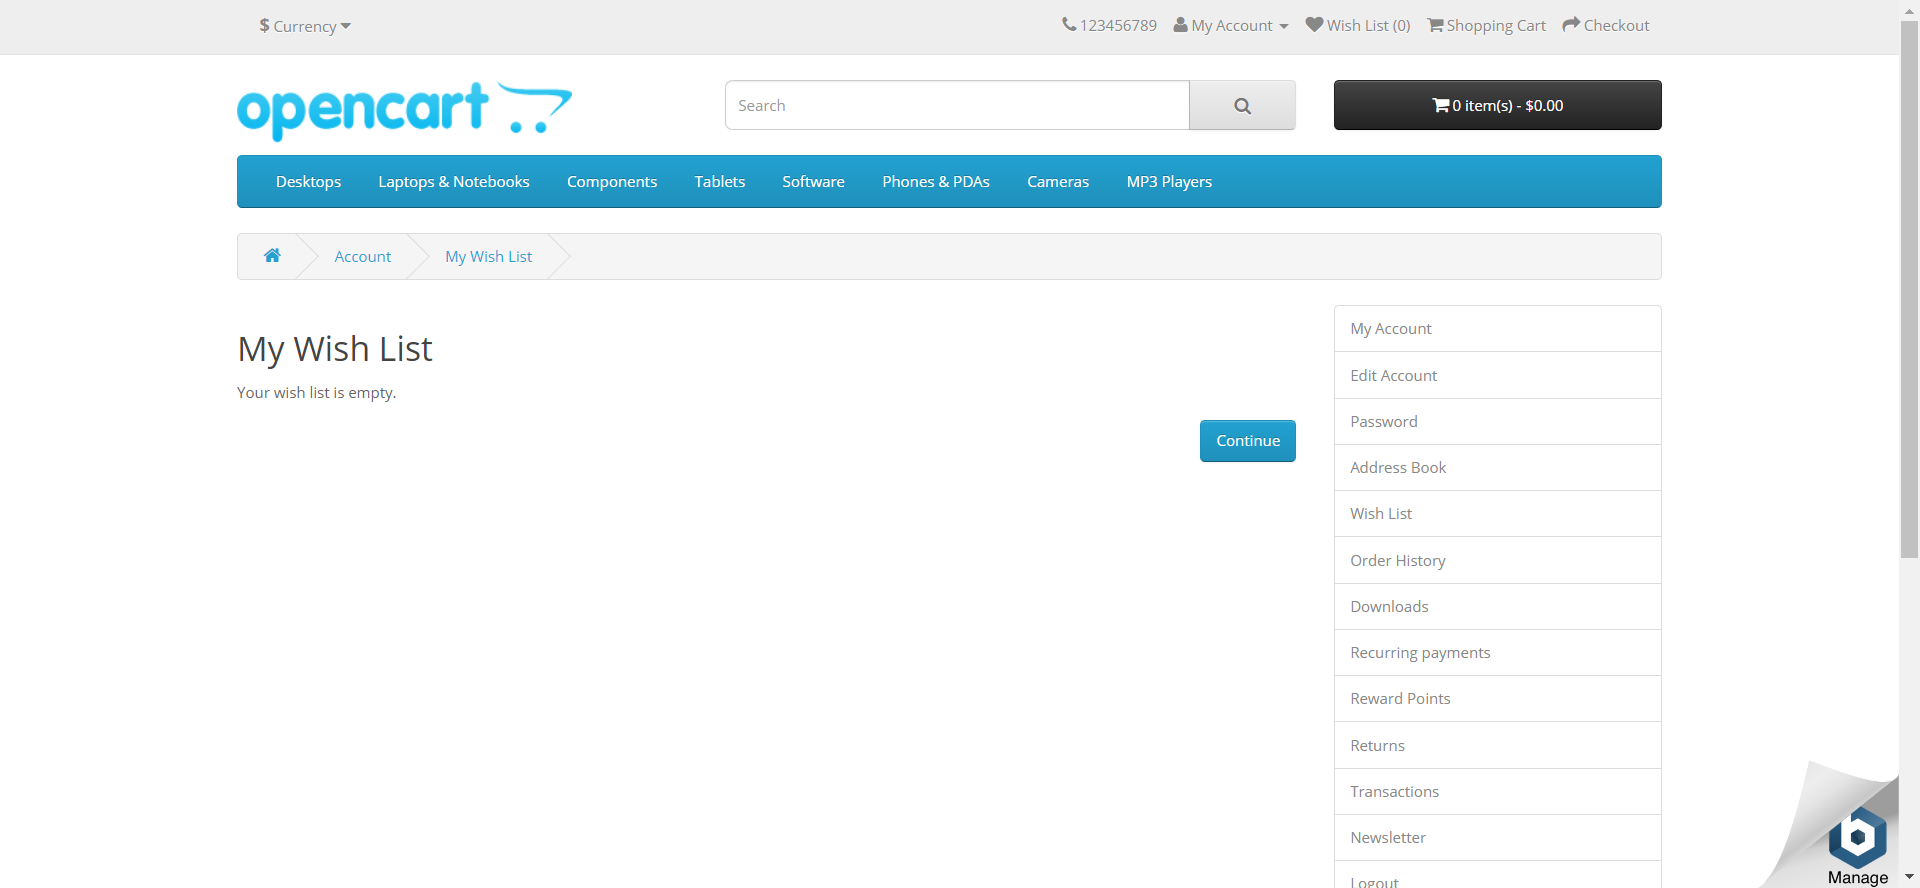 $ Currency
123456789 My Account Wish List (0) Shopping Cart Checkout
opencart
Search
0 item(s) - $0.00
Desktops Laptops & Notebooks Components Tablets Software Phones & PDAs Cameras MP3 Players
Account My Wish List
My Wish List
Your wish list is empty.
Continue
My Account
Edit Account
Password
Address Book
Wish List
Order History
Downloads
Recurring payments
Reward Points
Returns
Transactions
Newsletter
Logout
b
Manage